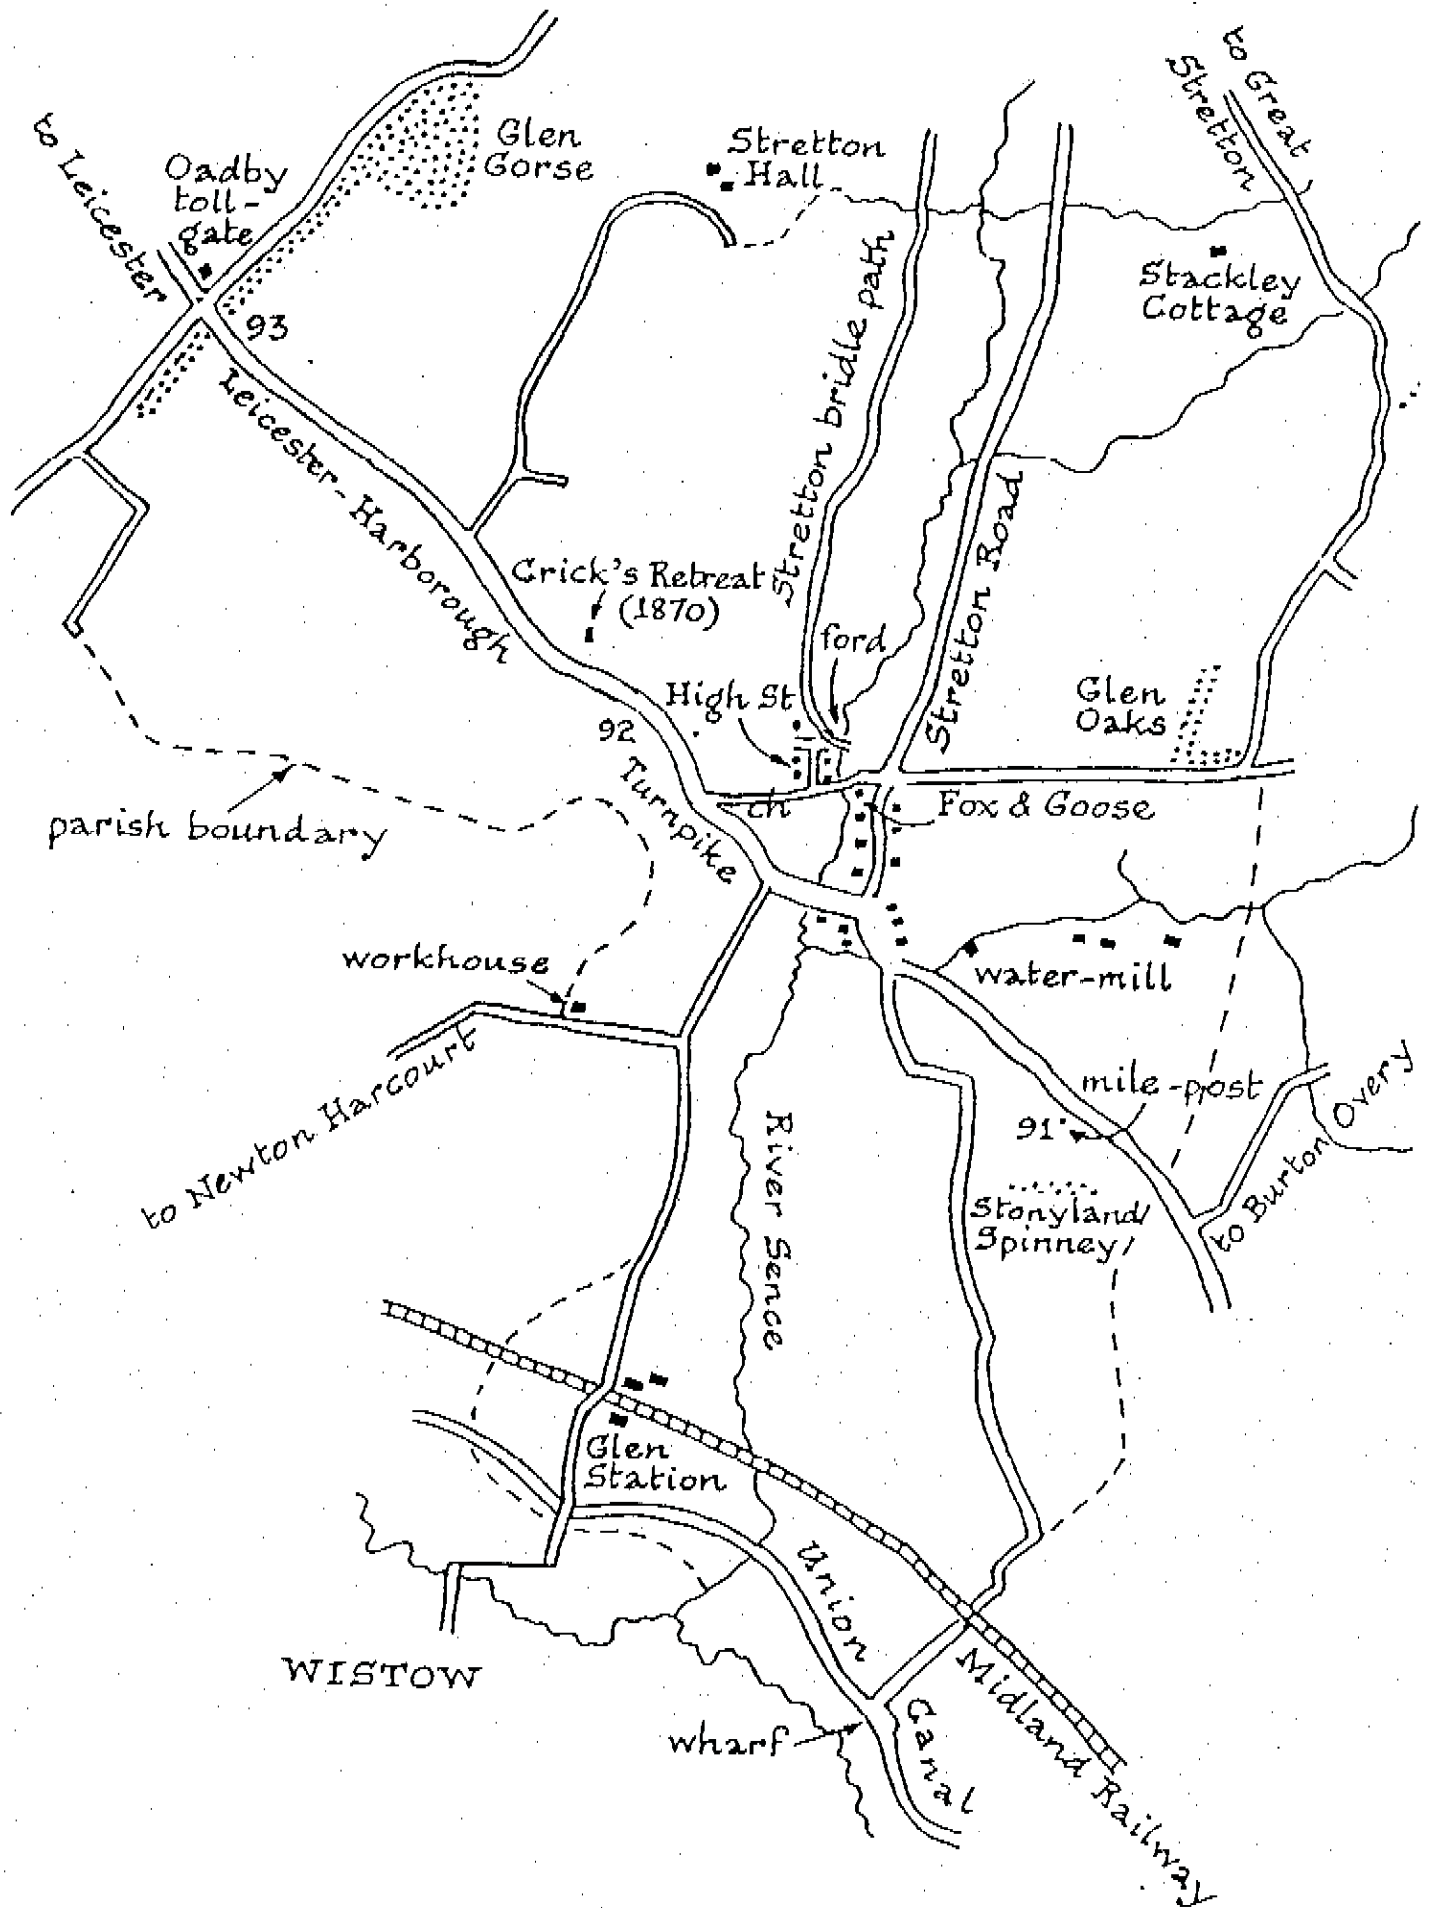 to Great
Stretton
to Leicester
Oadby
toll-
gate
Glen
Gorse
Stretton
Hall
Stackley
Cottage
93
Leicester-Harborough
Stretton bridle path
Stretton Road
Crick's Retreat
(1870)
ford
High St
Glen
Oaks
92
Turnpike
ch
Fox & Goose
parish boundary
workhouse
water-mill
to Newton Harcourt
mile-post
91
to Burton Overy
River Sence
Stonyland
Spinney
Glen
Station
Union
Canal
WISTOW
wharf
Midland Railway